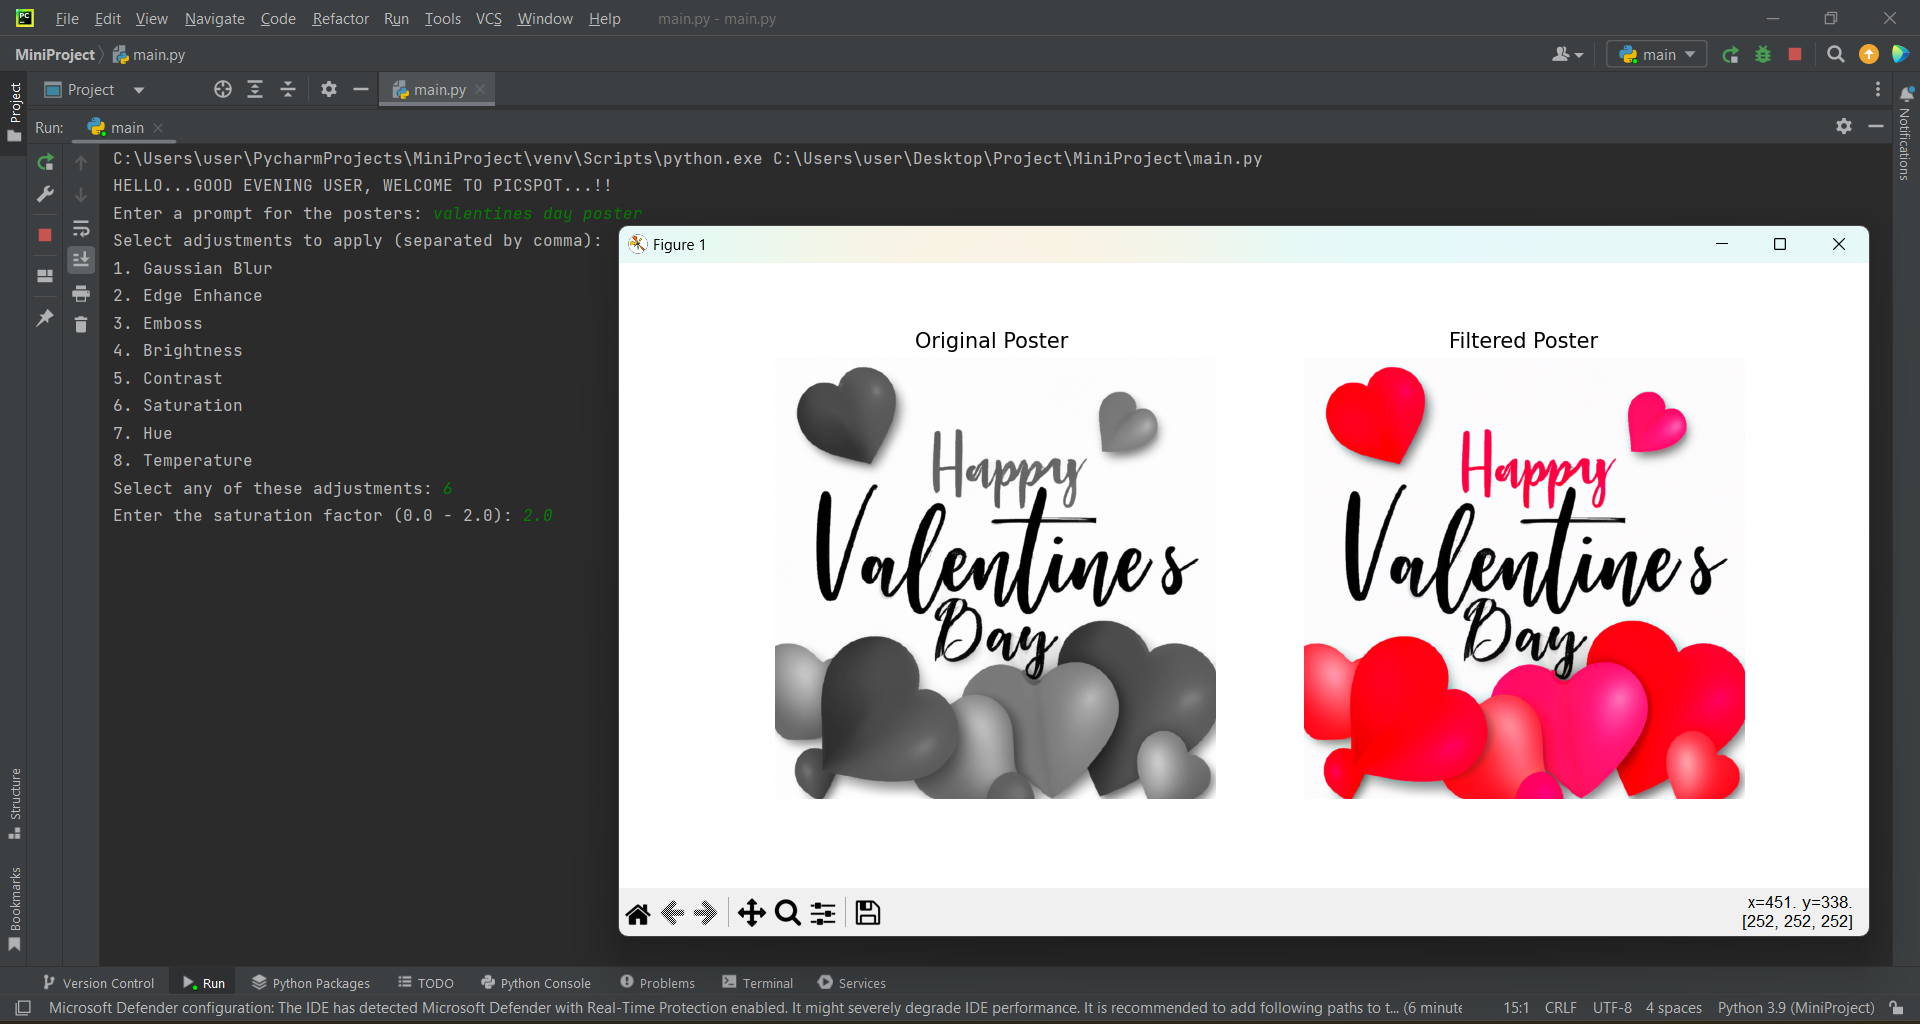 File Edit View Navigate Code Refactor Run Tools VCS Window Help main.py - main.py
MiniProject main.py
main
Project
main.py
Run: main
C:\Users\user\PycharmProjects\MiniProject\venv\Scripts\python.exe C:\Users\user\Desktop\Project\MiniProject\main.py
HELLO...GOOD EVENING USER, WELCOME TO PICSPOT...!!
Enter a prompt for the posters: valentines day poster
Select adjustments to apply (separated by comma):
1. Gaussian Blur
2. Edge Enhance
3. Emboss
4. Brightness
5. Contrast
6. Saturation
7. Hue
8. Temperature
Select any of these adjustments: 6
Enter the saturation factor (0.0 - 2.0): 2.0
Figure 1
Original Poster
Happy
Valentine's
Day
Filtered Poster
Happy
Valentine's
Day
x=451. y=338.
[252, 252, 252]
Project
Structure
Bookmarks
Notifications
Version Control Run Python Packages TODO Python Console Problems Terminal Services
Microsoft Defender configuration: The IDE has detected Microsoft Defender with Real-Time Protection enabled. It might severely degrade IDE performance. It is recommended to add following paths to t... (6 minute 15:1 CRLF UTF-8 4 spaces Python 3.9 (MiniProject)